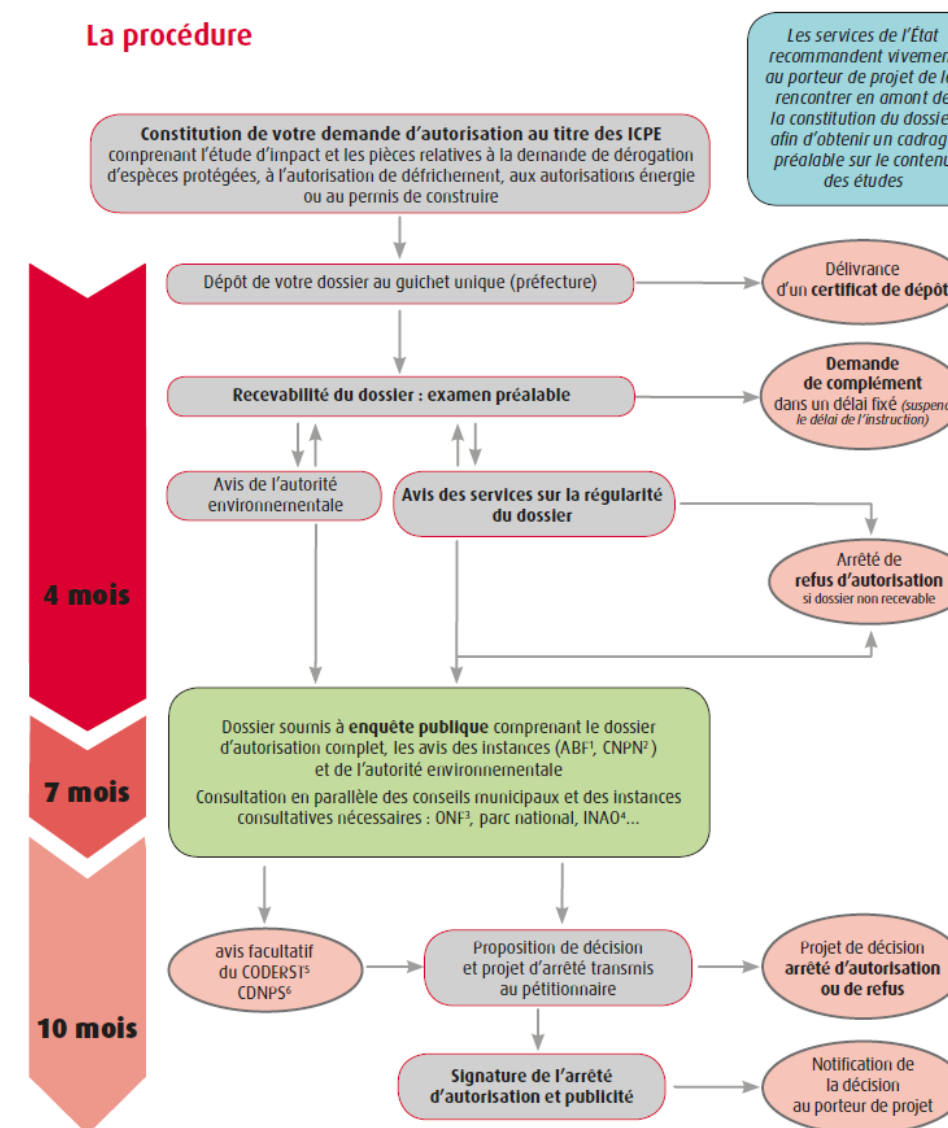 La procédure
Les services de l'État
recommandent vivement
au porteur de projet de
rencontrer en amont de
la constitution du dossier
afin d'obtenir un cadrage
préalable sur le contenu
des études
Constitution de votre demande d'autorisation au titre des ICPE
comprenant l'étude d'impact et les pièces relatives à la demande de dérogation
d'espèces protégées, à l'autorisation de défrichement, aux autorisations énergie
ou au permis de construire
Dépôt de votre dossier au guichet unique (préfecture)
Délivrance
d'un certificat de dépôt
Recevabilité du dossier : examen préalable
Demande
de complément
dans un délai fixé (suspend
le délai de l'instruction)
Avis de l'autorité
environnementale
Avis des services sur la régularité
du dossier
Arrêté de
refus d'autorisation
si dossier non recevable
4 mois
Dossier soumis à enquête publique comprenant le dossier
d'autorisation complet, les avis des instances (ABF¹, CNPN²)
et de l'autorité environnementale
Consultation en parallèle des conseils municipaux et des instances
consultatives nécessaires : ONF³, parc national, INAO⁴...
7 mois
avis facultatif
du CODERST⁵
CDNPS⁶
Proposition de décision
et projet d'arrêté transmis
au pétitionnaire
Projet de décision
arrêté d'autorisation
ou de refus
10 mois
Signature de l'arrêté
d'autorisation et publicité
Notification de
la décision
au porteur de projet